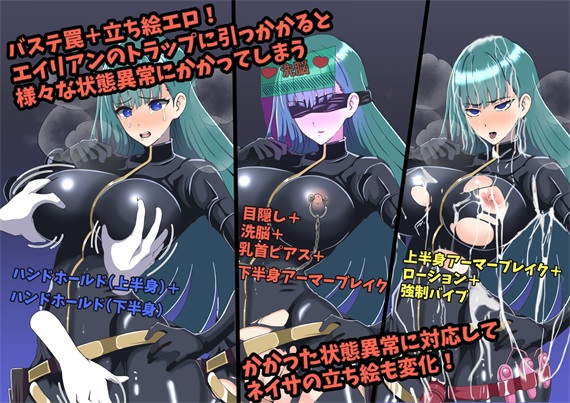 バステ罠＋立ち絵エロ！
エイリアンのトラップに引っかかると
様々な状態異常にかかってしまう
洗脳
ハンドホールド(上半身)＋
ハンドホールド(下半身)
目隠し＋
洗脳＋
乳首ピアス＋
下半身アーマーブレイク
上半身アーマーブレイク＋
ローション＋
強制バイブ
かかった状態異常に対応して
ネイサの立ち絵も変化！